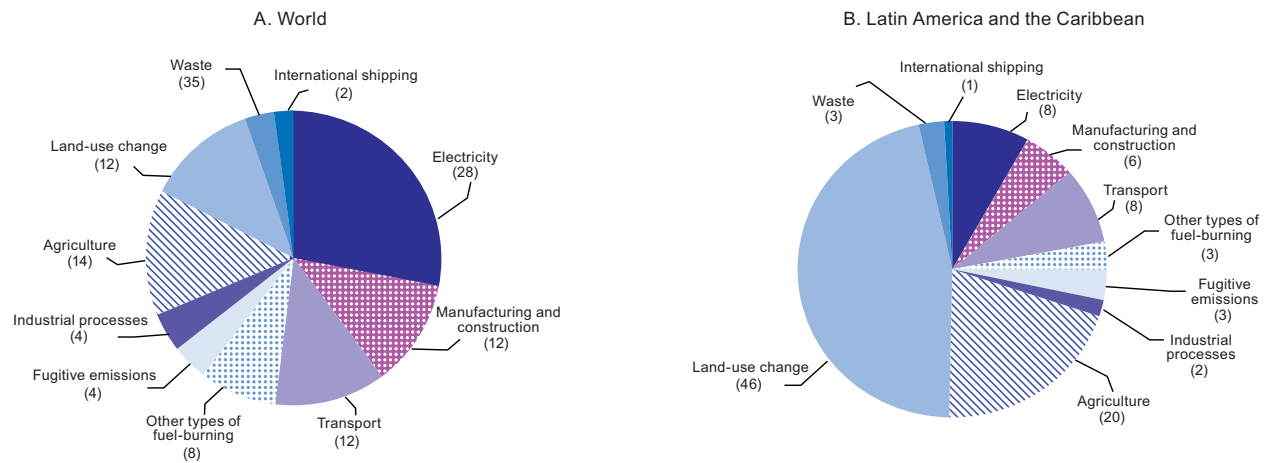 A. World
Waste
(35)
International shipping
(2)
Land-use change
(12)
Electricity
(28)
Agriculture
(14)
Manufacturing and
construction
(12)
Industrial processes
(4)
Fugitive emissions
(4)
Other types of
fuel-burning
(8)
Transport
(12)
B. Latin America and the Caribbean
International shipping
(1)
Waste
(3)
Electricity
(8)
Manufacturing and
construction
(6)
Transport
(8)
Other types of
fuel-burning
(3)
Fugitive
emissions
(3)
Industrial
processes
(2)
Land-use change
(46)
Agriculture
(20)